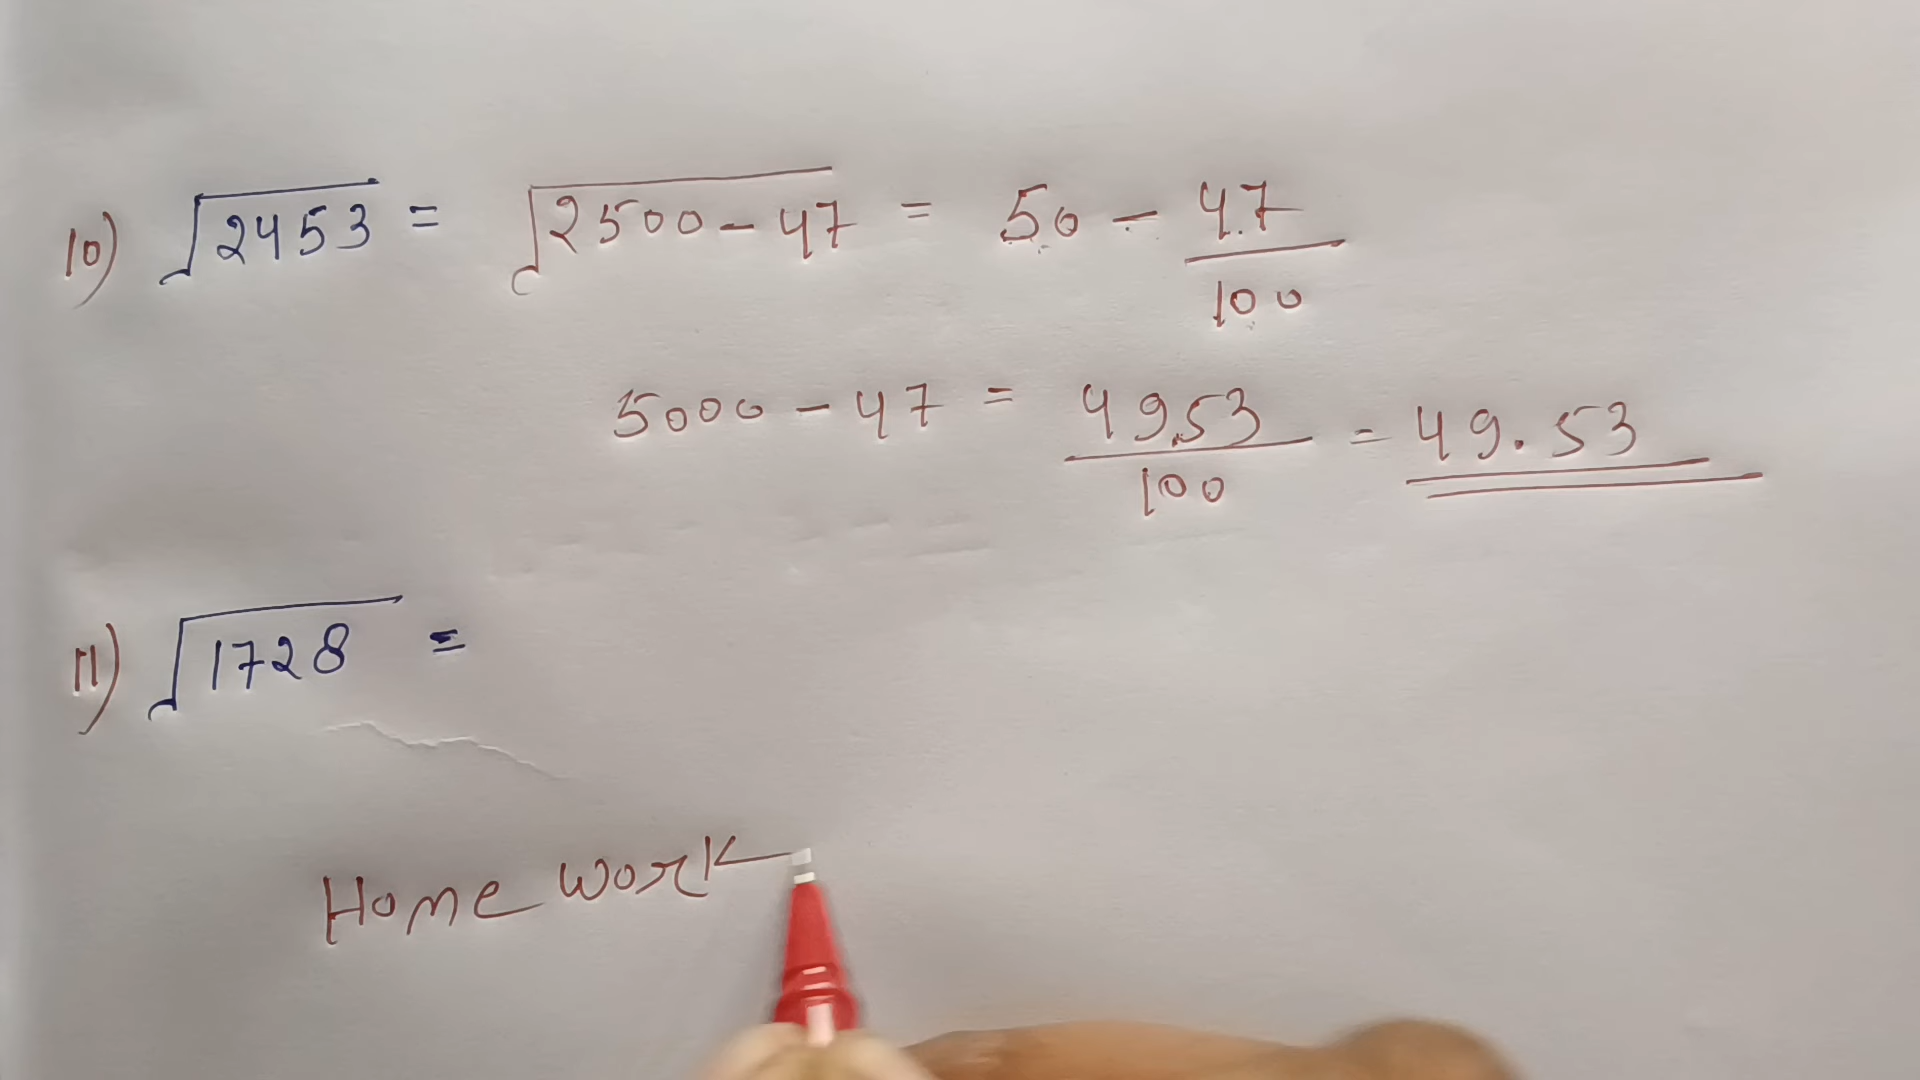 10) √2453 = √2500 - 47 = 50 - 47/100
5000 - 47 = 4953/100 = 49.53
11) √1728 =
Home work